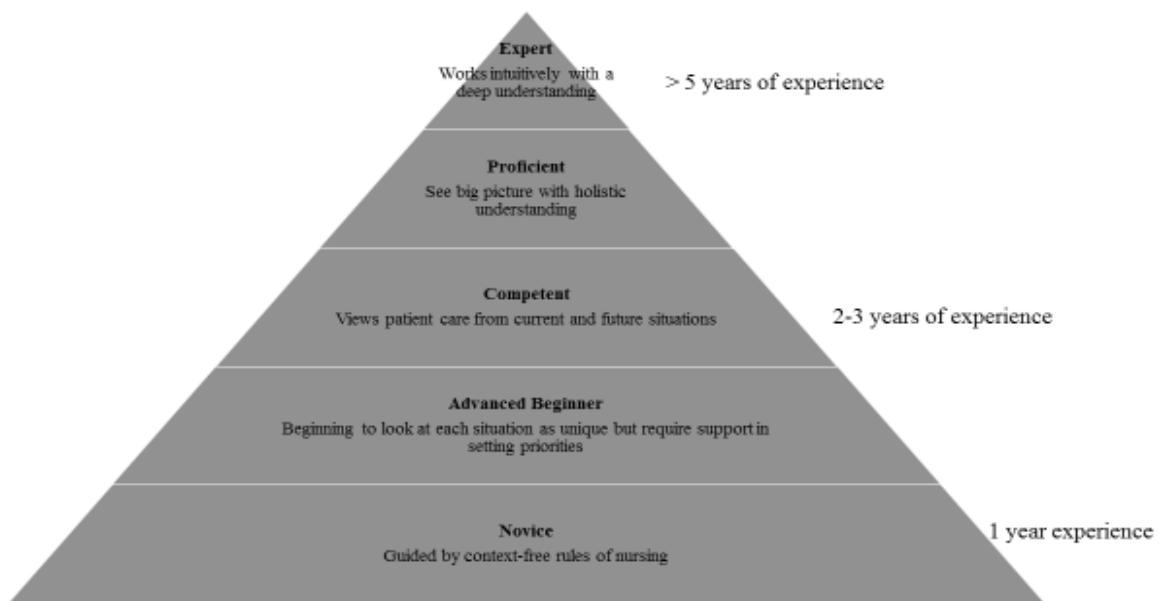 Expert
Works intuitively with a
deep understanding
> 5 years of experience
Proficient
See big picture with holistic
understanding
Competent
Views patient care from current and future situations
2-3 years of experience
Advanced Beginner
Beginning to look at each situation as unique but require support in
setting priorities
Novice
Guided by context-free rules of nursing
1 year experience